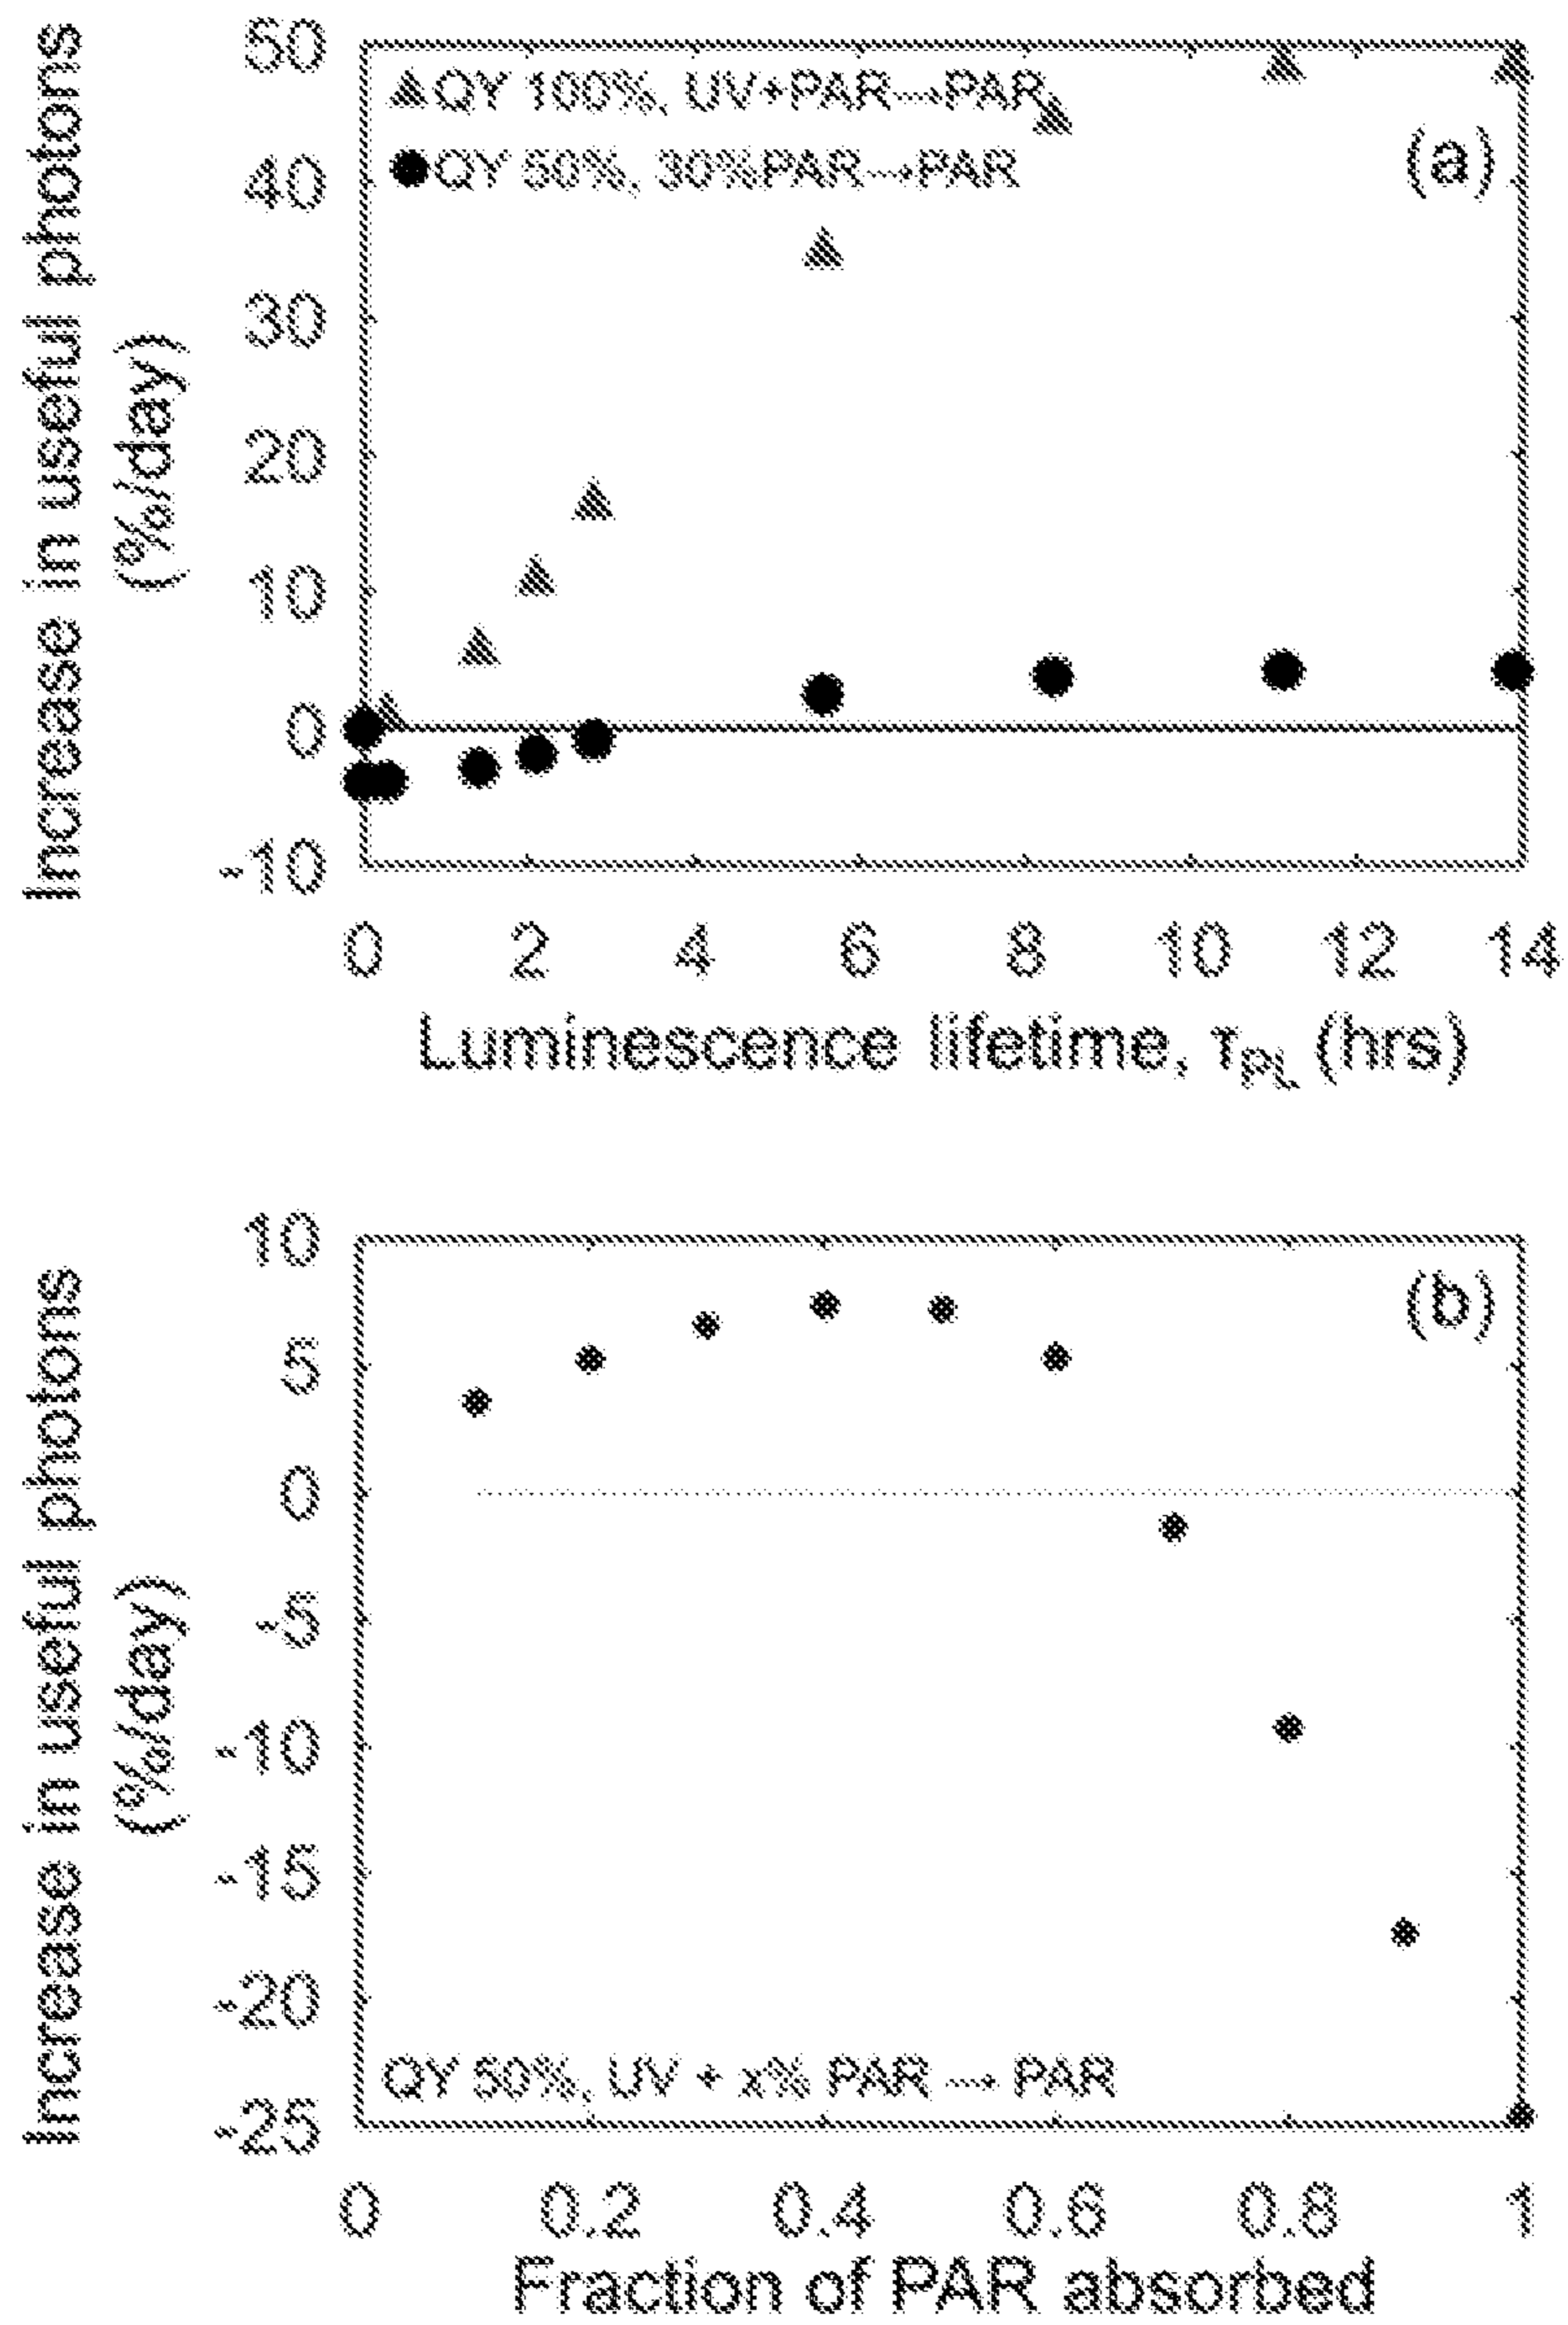 Increase in useful photons
(%/day)
50
40
30
20
10
0
-10
QY 100%, UV+PAR→PAR
QY 50%, 30%PAR→PAR
(a)
0 2 4 6 8 10 12 14
Luminescence lifetime, τPL (hrs)
Increase in useful photons
(%/day)
10
5
0
-5
-10
-15
-20
-25
(b)
QY 50%, UV + x% PAR → PAR
0 0.2 0.4 0.6 0.8 1
Fraction of PAR absorbed